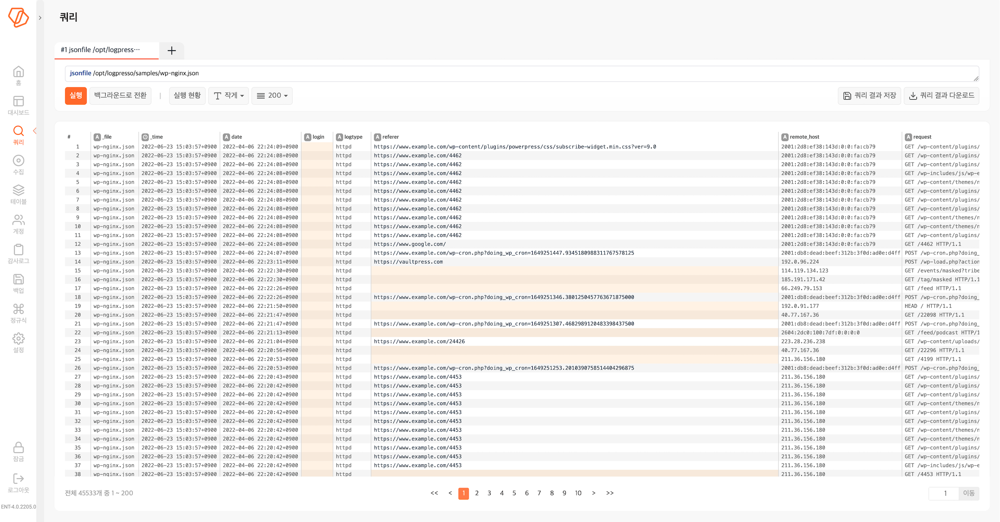 쿼리
#1 jsonfile /opt/logpress…
jsonfile /opt/logpresso/samples/wp-nginx.json
실행 백그라운드로 전환 | 실행 현황 작게 200 쿼리 결과 저장 쿼리 결과 다운로드
홈
대시보드
쿼리
수집
테이블
계정
감사로그
백업
정규식
설정
잠금
로그아웃
ENT-4.0.2205.0
# A _file _time A date A login A logtype A referer A remote_host A request
1 wp-nginx.json 2022-06-23 15:03:57+0900 2022-04-06 22:24:09+0900 httpd https://www.example.com/wp-content/plugins/powerpress/css/subscribe-widget.min.css?ver=9.0 2001:2d8:ef38:143d:0:0:fa:cb79 GET /wp-content/plugins/
2 wp-nginx.json 2022-06-23 15:03:57+0900 2022-04-06 22:24:08+0900 httpd https://www.example.com/4462 2001:2d8:ef38:143d:0:0:fa:cb79 GET /wp-content/plugins/
3 wp-nginx.json 2022-06-23 15:03:57+0900 2022-04-06 22:24:08+0900 httpd https://www.example.com/4462 2001:2d8:ef38:143d:0:0:fa:cb79 GET /wp-content/plugins/
4 wp-nginx.json 2022-06-23 15:03:57+0900 2022-04-06 22:24:08+0900 httpd https://www.example.com/4462 2001:2d8:ef38:143d:0:0:fa:cb79 GET /wp-includes/js/wp-e
5 wp-nginx.json 2022-06-23 15:03:57+0900 2022-04-06 22:24:08+0900 httpd https://www.example.com/4462 2001:2d8:ef38:143d:0:0:fa:cb79 GET /wp-content/themes/n
6 wp-nginx.json 2022-06-23 15:03:57+0900 2022-04-06 22:24:08+0900 httpd https://www.example.com/4462 2001:2d8:ef38:143d:0:0:fa:cb79 GET /wp-content/plugins/
7 wp-nginx.json 2022-06-23 15:03:57+0900 2022-04-06 22:24:08+0900 httpd https://www.example.com/4462 2001:2d8:ef38:143d:0:0:fa:cb79 GET /wp-content/plugins/
8 wp-nginx.json 2022-06-23 15:03:57+0900 2022-04-06 22:24:08+0900 httpd https://www.example.com/4462 2001:2d8:ef38:143d:0:0:fa:cb79 GET /wp-content/plugins/
9 wp-nginx.json 2022-06-23 15:03:57+0900 2022-04-06 22:24:08+0900 httpd https://www.example.com/4462 2001:2d8:ef38:143d:0:0:fa:cb79 GET /wp-content/themes/n
10 wp-nginx.json 2022-06-23 15:03:57+0900 2022-04-06 22:24:08+0900 httpd https://www.example.com/4462 2001:2d8:ef38:143d:0:0:fa:cb79 GET /wp-content/themes/n
11 wp-nginx.json 2022-06-23 15:03:57+0900 2022-04-06 22:24:08+0900 httpd https://www.example.com/4462 2001:2d8:ef38:143d:0:0:fa:cb79 GET /wp-content/plugins/
12 wp-nginx.json 2022-06-23 15:03:57+0900 2022-04-06 22:24:08+0900 httpd https://www.google.com/ 2001:2d8:ef38:143d:0:0:fa:cb79 GET /4462 HTTP/1.1
13 wp-nginx.json 2022-06-23 15:03:57+0900 2022-04-06 22:24:07+0900 httpd https://www.example.com/wp-cron.php?doing_wp_cron=1649251447.9345180988311767578125 2001:db8:dead:beef:312b:3f0d:ad0e:d4ff POST /wp-cron.php?doing_
14 wp-nginx.json 2022-06-23 15:03:57+0900 2022-04-06 22:23:11+0900 httpd https://vaultpress.com 192.0.96.224 POST /wp-load.php?action
15 wp-nginx.json 2022-06-23 15:03:57+0900 2022-04-06 22:22:30+0900 httpd 114.119.134.123 GET /events/masked?tribe
16 wp-nginx.json 2022-06-23 15:03:57+0900 2022-04-06 22:22:30+0900 httpd 185.191.171.42 GET /tag/masked HTTP/1.1
17 wp-nginx.json 2022-06-23 15:03:57+0900 2022-04-06 22:22:26+0900 httpd 66.249.79.153 GET /feed HTTP/1.1
18 wp-nginx.json 2022-06-23 15:03:57+0900 2022-04-06 22:22:26+0900 httpd https://www.example.com/wp-cron.php?doing_wp_cron=1649251346.3801250457763671875000 2001:db8:dead:beef:312b:3f0d:ad0e:d4ff POST /wp-cron.php?doing_
19 wp-nginx.json 2022-06-23 15:03:57+0900 2022-04-06 22:21:50+0900 httpd 192.0.91.177 HEAD / HTTP/1.1
20 wp-nginx.json 2022-06-23 15:03:57+0900 2022-04-06 22:21:47+0900 httpd 40.77.167.36 GET /22098 HTTP/1.1
21 wp-nginx.json 2022-06-23 15:03:57+0900 2022-04-06 22:21:47+0900 httpd https://www.example.com/wp-cron.php?doing_wp_cron=1649251307.4682989120483398437500 2001:db8:dead:beef:312b:3f0d:ad0e:d4ff POST /wp-cron.php?doing_
22 wp-nginx.json 2022-06-23 15:03:57+0900 2022-04-06 22:21:13+0900 httpd 2604:2dc0:100:7df:0:0:0:0 GET /feed/podcast HTTP/1
23 wp-nginx.json 2022-06-23 15:03:57+0900 2022-04-06 22:21:04+0900 httpd https://www.example.com/24426 223.28.236.238 GET /wp-content/uploads/
24 wp-nginx.json 2022-06-23 15:03:57+0900 2022-04-06 22:20:56+0900 httpd 40.77.167.36 GET /22296 HTTP/1.1
25 wp-nginx.json 2022-06-23 15:03:57+0900 2022-04-06 22:20:53+0900 httpd 211.36.156.180 GET /4199 HTTP/1.1
26 wp-nginx.json 2022-06-23 15:03:57+0900 2022-04-06 22:20:53+0900 httpd https://www.example.com/wp-cron.php?doing_wp_cron=1649251253.2010390758514404296875 2001:db8:dead:beef:312b:3f0d:ad0e:d4ff POST /wp-cron.php?doing_
27 wp-nginx.json 2022-06-23 15:03:57+0900 2022-04-06 22:20:43+0900 httpd https://www.example.com/4453 211.36.156.180 GET /wp-content/plugins/
28 wp-nginx.json 2022-06-23 15:03:57+0900 2022-04-06 22:20:42+0900 httpd https://www.example.com/4453 211.36.156.180 GET /wp-content/plugins/
29 wp-nginx.json 2022-06-23 15:03:57+0900 2022-04-06 22:20:42+0900 httpd https://www.example.com/4453 211.36.156.180 GET /wp-content/plugins/
30 wp-nginx.json 2022-06-23 15:03:57+0900 2022-04-06 22:20:42+0900 httpd https://www.example.com/4453 211.36.156.180 GET /wp-content/themes/n
31 wp-nginx.json 2022-06-23 15:03:57+0900 2022-04-06 22:20:42+0900 httpd https://www.example.com/4453 211.36.156.180 GET /wp-content/plugins/
32 wp-nginx.json 2022-06-23 15:03:57+0900 2022-04-06 22:20:42+0900 httpd https://www.example.com/4453 211.36.156.180 GET /wp-content/plugins/
33 wp-nginx.json 2022-06-23 15:03:57+0900 2022-04-06 22:20:42+0900 httpd https://www.example.com/4453 211.36.156.180 GET /wp-content/themes/n
34 wp-nginx.json 2022-06-23 15:03:57+0900 2022-04-06 22:20:42+0900 httpd https://www.example.com/4453 211.36.156.180 GET /wp-content/themes/n
35 wp-nginx.json 2022-06-23 15:03:57+0900 2022-04-06 22:20:42+0900 httpd https://www.example.com/4453 211.36.156.180 GET /wp-content/plugins/
36 wp-nginx.json 2022-06-23 15:03:57+0900 2022-04-06 22:20:42+0900 httpd https://www.example.com/4453 211.36.156.180 GET /wp-content/plugins/
37 wp-nginx.json 2022-06-23 15:03:57+0900 2022-04-06 22:20:42+0900 httpd https://www.example.com/4453 211.36.156.180 GET /wp-includes/js/wp-e
38 wp-nginx.json 2022-06-23 15:03:57+0900 2022-04-06 22:20:42+0900 httpd 211.36.156.180 GET /4453 HTTP/1.1
전체 45533개 중 1 ~ 200 << < 1 2 3 4 5 6 7 8 9 10 > >> 1 이동